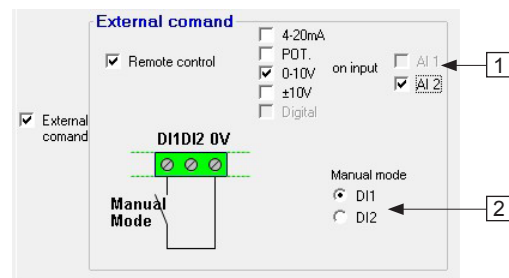 External comand
Remote control
4-20mA
POT.
0-10V
±10V
Digital
on input
AI 1
AI 2
1
External
comand
DI1DI2 0V
Manual
Mode
Manual mode
DI1
DI2
2